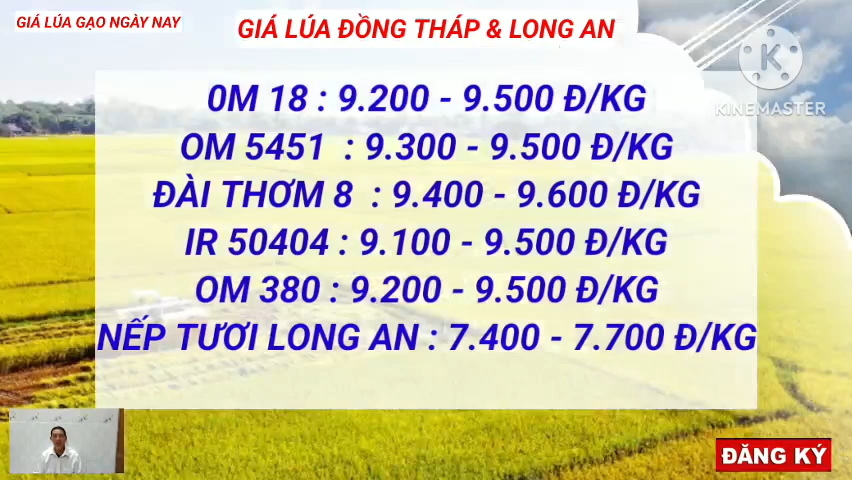 GIÁ LÚA GẠO NGÀY NAY
GIÁ LÚA ĐỒNG THÁP & LONG AN
KINEMASTER
0M 18 : 9.200 - 9.500 Đ/KG
OM 5451 : 9.300 - 9.500 Đ/KG
ĐÀI THƠM 8 : 9.400 - 9.600 Đ/KG
IR 50404 : 9.100 - 9.500 Đ/KG
OM 380 : 9.200 - 9.500 Đ/KG
NẾP TƯƠI LONG AN : 7.400 - 7.700 Đ/KG
ĐĂNG KÝ